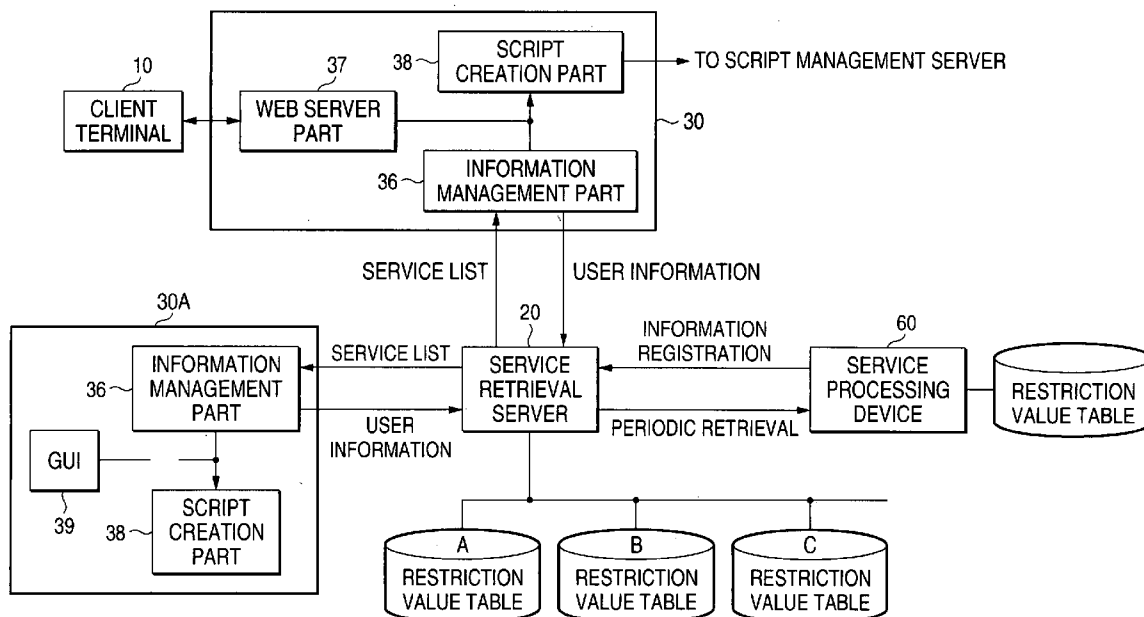 SCRIPT
CREATION PART
38
TO SCRIPT MANAGEMENT SERVER
10
37
CLIENT
TERMINAL
WEB SERVER
PART
30
36
INFORMATION
MANAGEMENT PART
SERVICE LIST
USER INFORMATION
30A
20
60
INFORMATION
REGISTRATION
SERVICE LIST
INFORMATION
MANAGEMENT
PART
36
SERVICE
RETRIEVAL
SERVER
SERVICE
PROCESSING
DEVICE
RESTRICTION
VALUE TABLE
USER
INFORMATION
PERIODIC RETRIEVAL
GUI
39
SCRIPT
CREATION
PART
38
A
RESTRICTION
VALUE TABLE
B
RESTRICTION
VALUE TABLE
C
RESTRICTION
VALUE TABLE